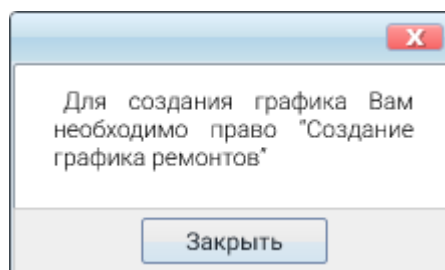 Для создания графика Вам
необходимо право "Создание
графика ремонтов"
Закрыть